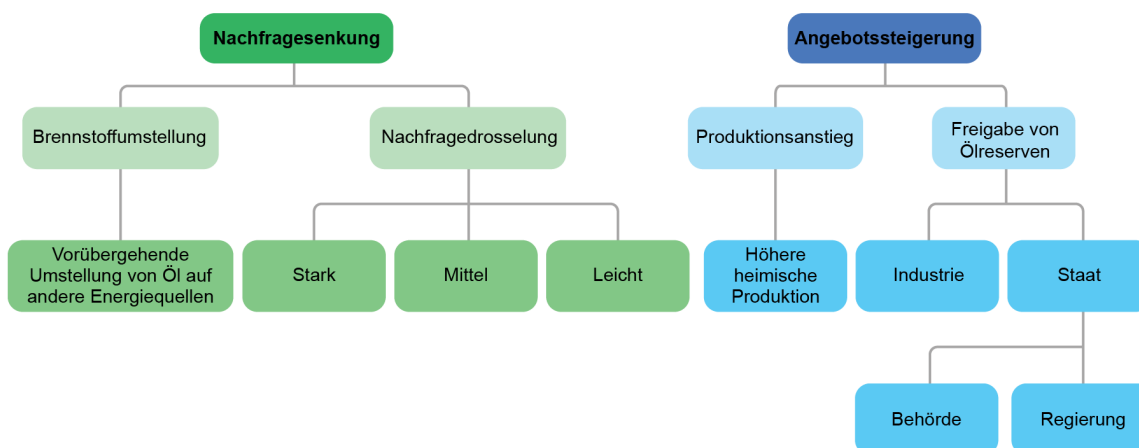 Nachfragesenkung
Angebotssteigerung
Brennstoffumstellung
Nachfragedrosselung
Produktionsanstieg
Freigabe von
Ölreserven
Vorübergehende
Umstellung von Öl auf
andere Energiequellen
Stark
Mittel
Leicht
Höhere
heimische
Produktion
Industrie
Staat
Behörde
Regierung